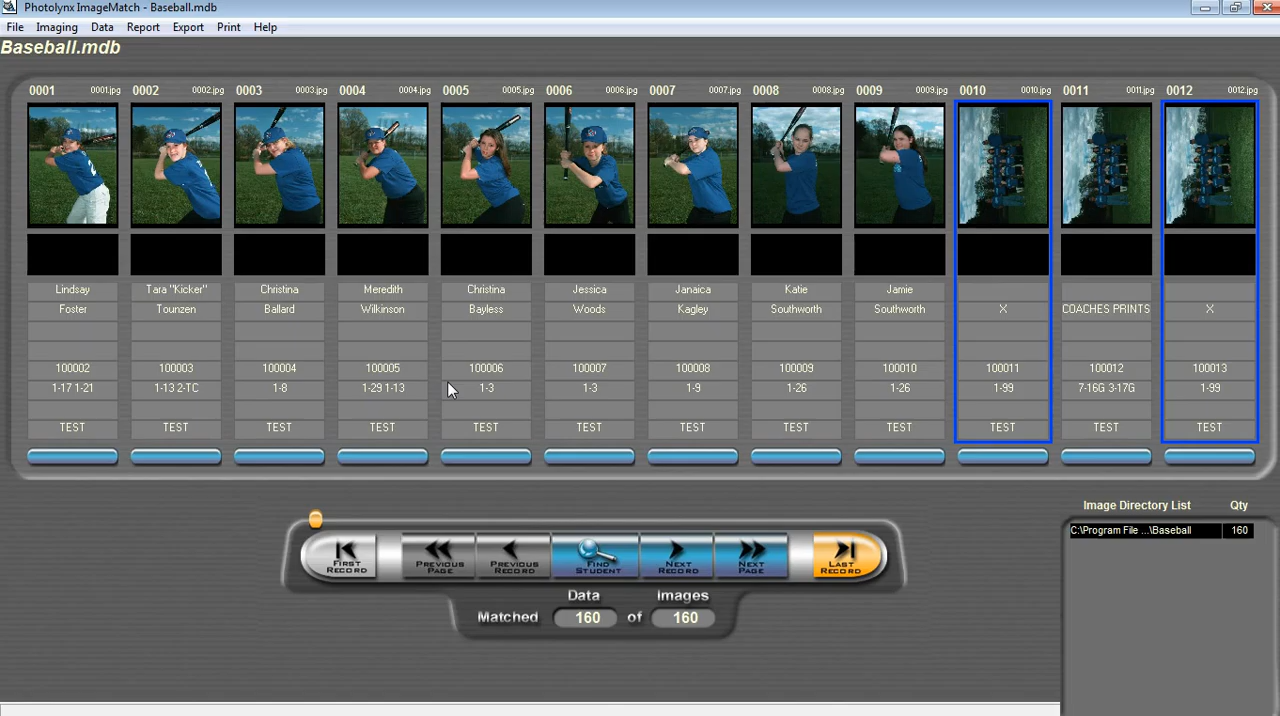 Photolynx ImageMatch - Baseball.mdb
File Imaging Data Report Export Print Help
Baseball.mdb
0001 0001.jpg 0002 0002.jpg 0003 0003.jpg 0004 0004.jpg 0005 0005.jpg 0006 0006.jpg 0007 0007.jpg 0008 0008.jpg 0009 0009.jpg 0010 0010.jpg 0011 0011.jpg 0012 0012.jpg
Lindsay Tara "Kicker" Christina Meredith Christina Jessica Janaica Katie Jamie
Foster Tounzen Ballard Wilkinson Bayless Woods Kagley Southworth Southworth X COACHES PRINTS X
100002 100003 100004 100005 100006 100007 100008 100009 100010 100011 100012 100013
1-17 1-21 1-13 2-TC 1-8 1-29 1-13 1-3 1-3 1-9 1-26 1-26 1-99 7-16G 3-17G 1-99
TEST TEST TEST TEST TEST TEST TEST TEST TEST TEST TEST TEST
Image Directory List Qty
C:\Program File ...\Baseball 160
FIRST RECORD
PREVIOUS PAGE
PREVIOUS RECORD
FIND STUDENT
NEXT RECORD
NEXT PAGE
LAST RECORD
Data Images
Matched 160 of 160